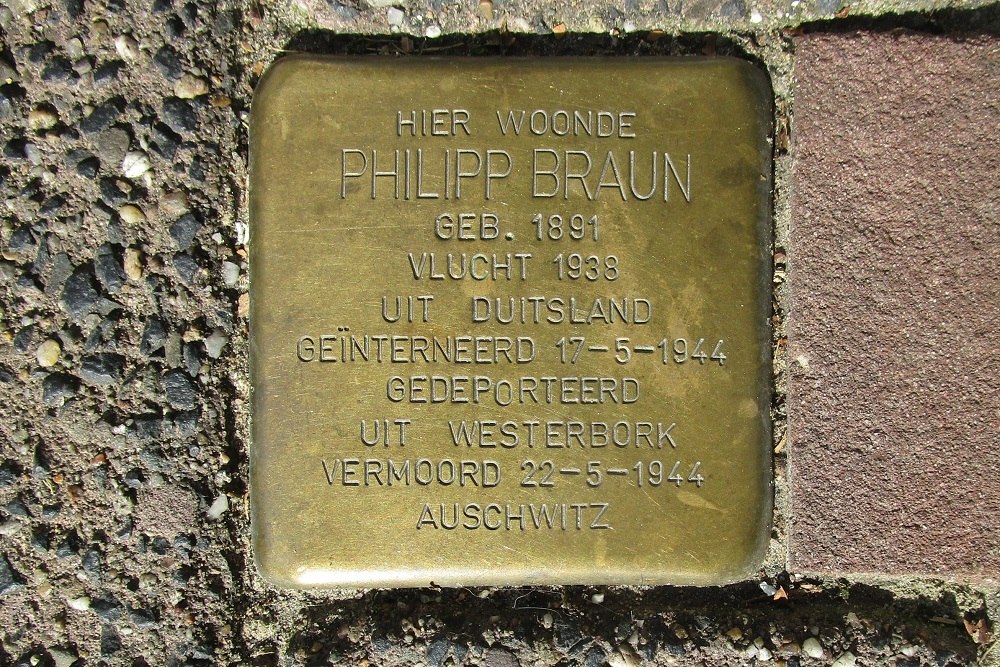 HIER WOONDE
PHILIPP BRAUN
GEB. 1891
VLUCHT 1938
UIT DUITSLAND
GEÏNTERNEERD 17-5-1944
GEDEPORTEERD
UIT WESTERBORK
VERMOORD 22-5-1944
AUSCHWITZ